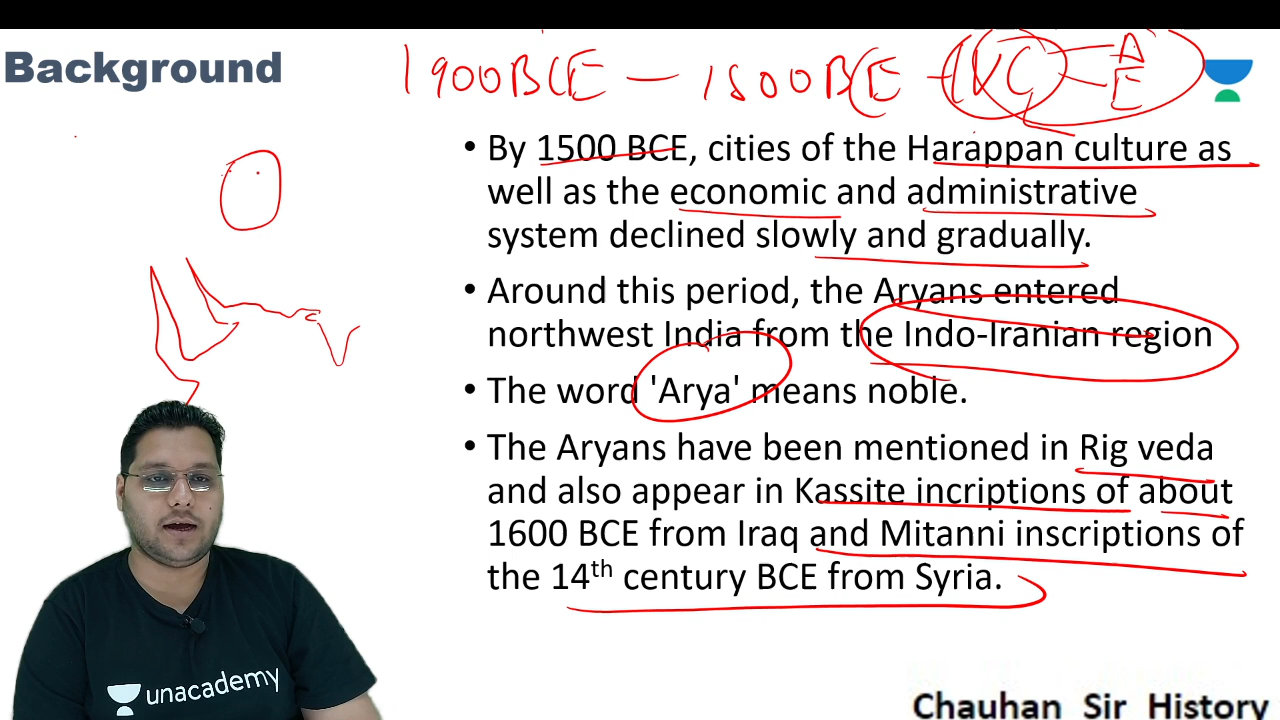 Background
1900BCE - 1500BCE - IVC A
E
• By 1500 BCE, cities of the Harappan culture as
well as the economic and administrative
system declined slowly and gradually.
• Around this period, the Aryans entered
northwest India from the Indo-Iranian region
• The word 'Arya' means noble.
• The Aryans have been mentioned in Rig veda
and also appear in Kassite incriptions of about
1600 BCE from Iraq and Mitanni inscriptions of
the 14th century BCE from Syria.
V
unacademy
Chauhan Sir History